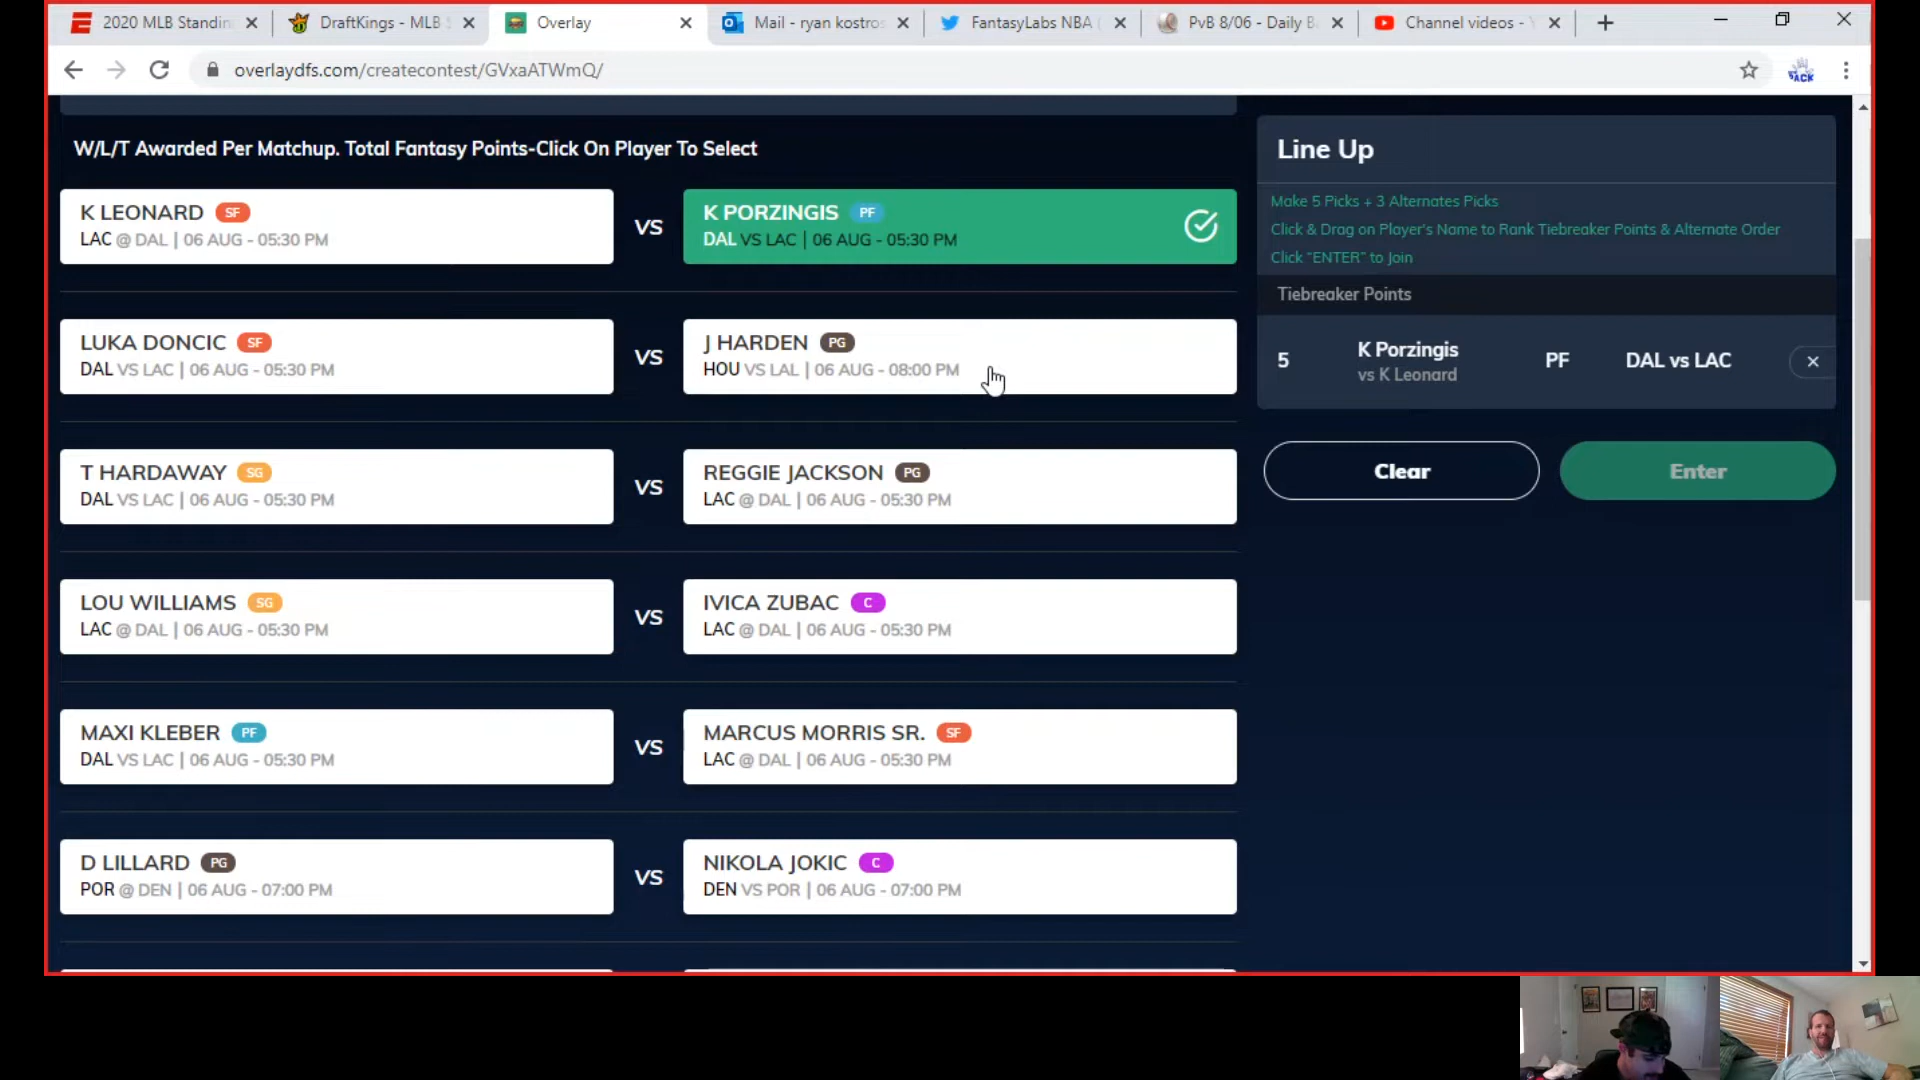 2020 MLB Standin
DraftKings - MLB S
Overlay
Mail - ryan kostros
FantasyLabs NBA
PvB 8/06 - Daily B
Channel videos - Y
overlaydfs.com/createcontest/GVxaATWmQ/
W/L/T Awarded Per Matchup. Total Fantasy Points-Click On Player To Select
K LEONARD SF
LAC @ DAL | 06 AUG - 05:30 PM
VS
K PORZINGIS PF
DAL VS LAC | 06 AUG - 05:30 PM
LUKA DONCIC SF
DAL VS LAC | 06 AUG - 05:30 PM
VS
J HARDEN PG
HOU VS LAL | 06 AUG - 08:00 PM
T HARDAWAY SG
DAL VS LAC | 06 AUG - 05:30 PM
VS
REGGIE JACKSON PG
LAC @ DAL | 06 AUG - 05:30 PM
LOU WILLIAMS SG
LAC @ DAL | 06 AUG - 05:30 PM
VS
IVICA ZUBAC C
LAC @ DAL | 06 AUG - 05:30 PM
MAXI KLEBER PF
DAL VS LAC | 06 AUG - 05:30 PM
VS
MARCUS MORRIS SR. SF
LAC @ DAL | 06 AUG - 05:30 PM
D LILLARD PG
POR @ DEN | 06 AUG - 07:00 PM
VS
NIKOLA JOKIC C
DEN VS POR | 06 AUG - 07:00 PM
Line Up
Make 5 Picks + 3 Alternates Picks
Click & Drag on Player's Name to Rank Tiebreaker Points & Alternate Order
Click "ENTER" to Join
Tiebreaker Points
5 K Porzingis PF DAL vs LAC
vs K Leonard
Clear Enter